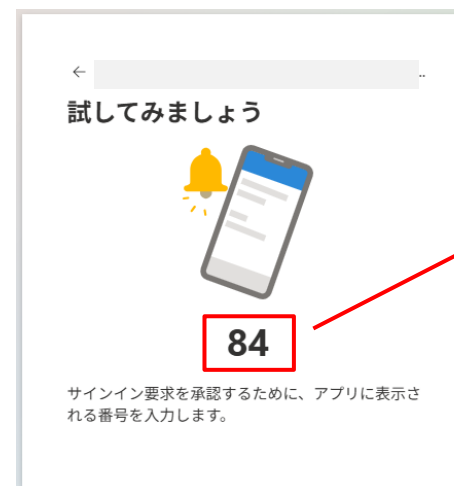 試してみましょう
84
サインイン要求を承認するために、アプリに表示さ
れる番号を入力します。